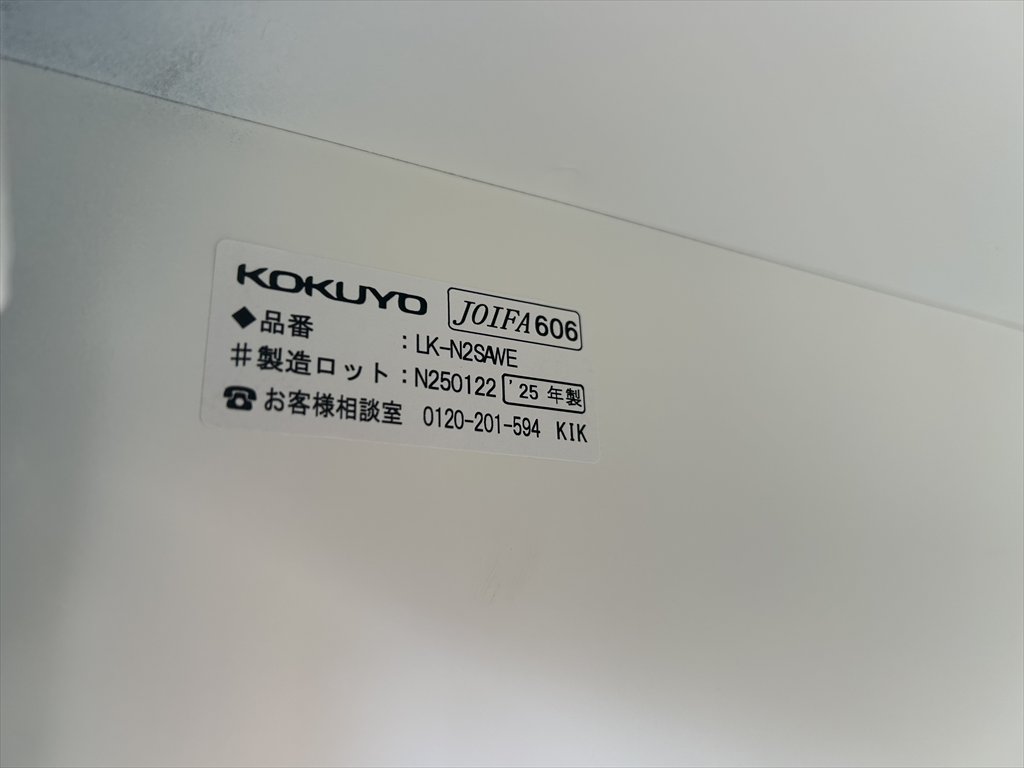 KOKUYO JOIFA606
◆品番 :LK-N2SAWE
#製造ロット:N250122 '25 年製
☎お客様相談室 0120-201-594 KIK